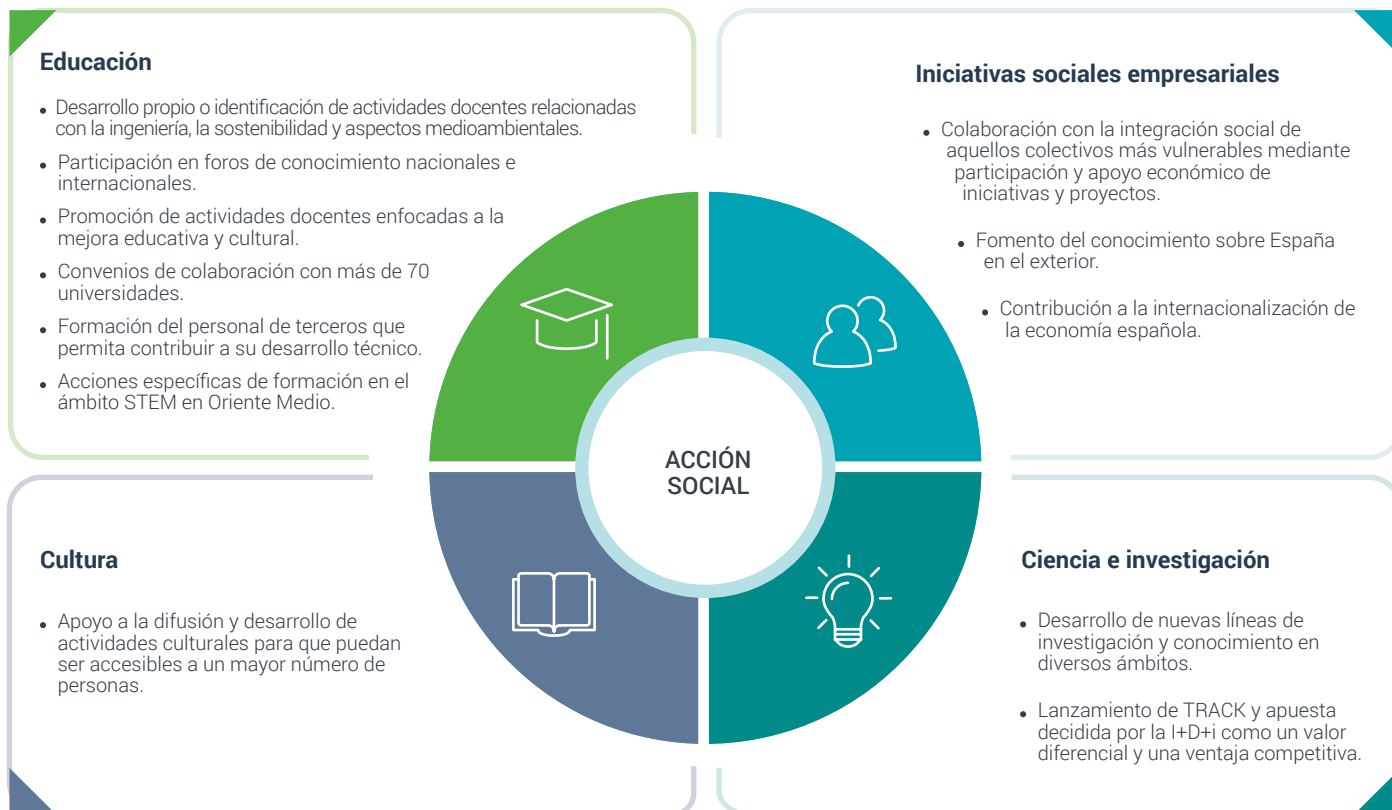 Educación
• Desarrollo propio o identificación de actividades docentes relacionadas
con la ingeniería, la sostenibilidad y aspectos medioambientales.
• Participación en foros de conocimiento nacionales e
internacionales.
• Promoción de actividades docentes enfocadas a la
mejora educativa y cultural.
• Convenios de colaboración con más de 70
universidades.
• Formación del personal de terceros que
permita contribuir a su desarrollo técnico.
• Acciones específicas de formación en el
ámbito STEM en Oriente Medio.
Iniciativas sociales empresariales
• Colaboración con la integración social de
aquellos colectivos más vulnerables mediante
participación y apoyo económico de
iniciativas y proyectos.
• Fomento del conocimiento sobre España
en el exterior.
• Contribución a la internacionalización de
la economía española.
ACCIÓN
SOCIAL
Cultura
• Apoyo a la difusión y desarrollo de
actividades culturales para que puedan
ser accesibles a un mayor número de
personas.
Ciencia e investigación
• Desarrollo de nuevas líneas de
investigación y conocimiento en
diversos ámbitos.
• Lanzamiento de TRACK y apuesta
decidida por la I+D+i como un valor
diferencial y una ventaja competitiva.